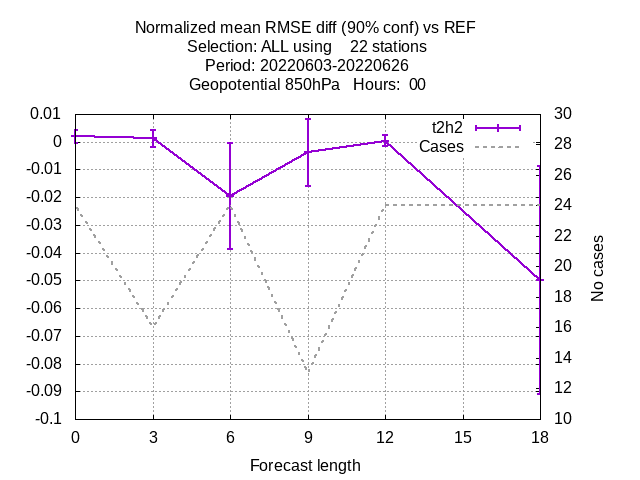 Normalized mean RMSE diff (90% conf) vs REF
Selection: ALL using    22 stations
Period: 20220603-20220626
Geopotential 850hPa   Hours:  00
t2h2
Cases
0.01
0
-0.01
-0.02
-0.03
-0.04
-0.05
-0.06
-0.07
-0.08
-0.09
-0.1
30
28
26
24
22
20
18
16
14
12
10
No cases
0 3 6 9 12 15 18
Forecast length